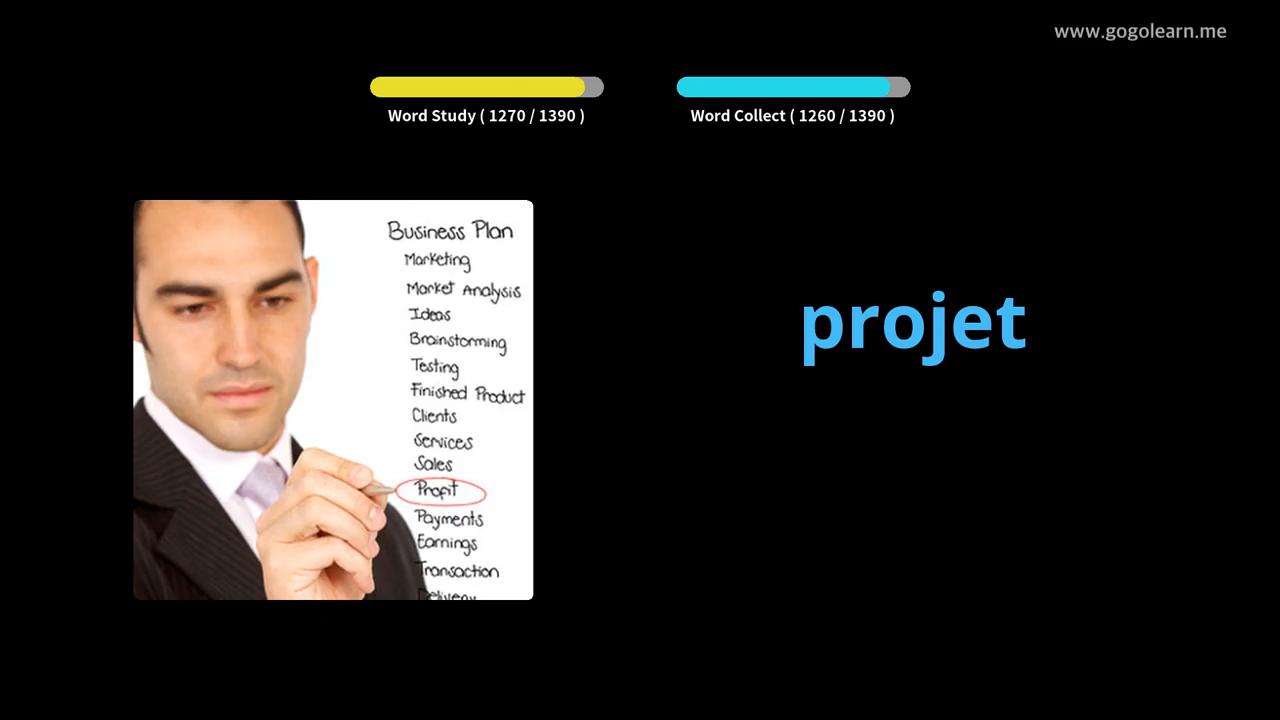 www.gogolearn.me
Word Study ( 1270 / 1390 )
Word Collect ( 1260 / 1390 )
Business Plan
Marketing
Market Analysis
Ideas
Brainstorming
Testing
Finished Product
Clients
Services
Sales
Profit
Payments
Earnings
Transaction
Delivery
projet